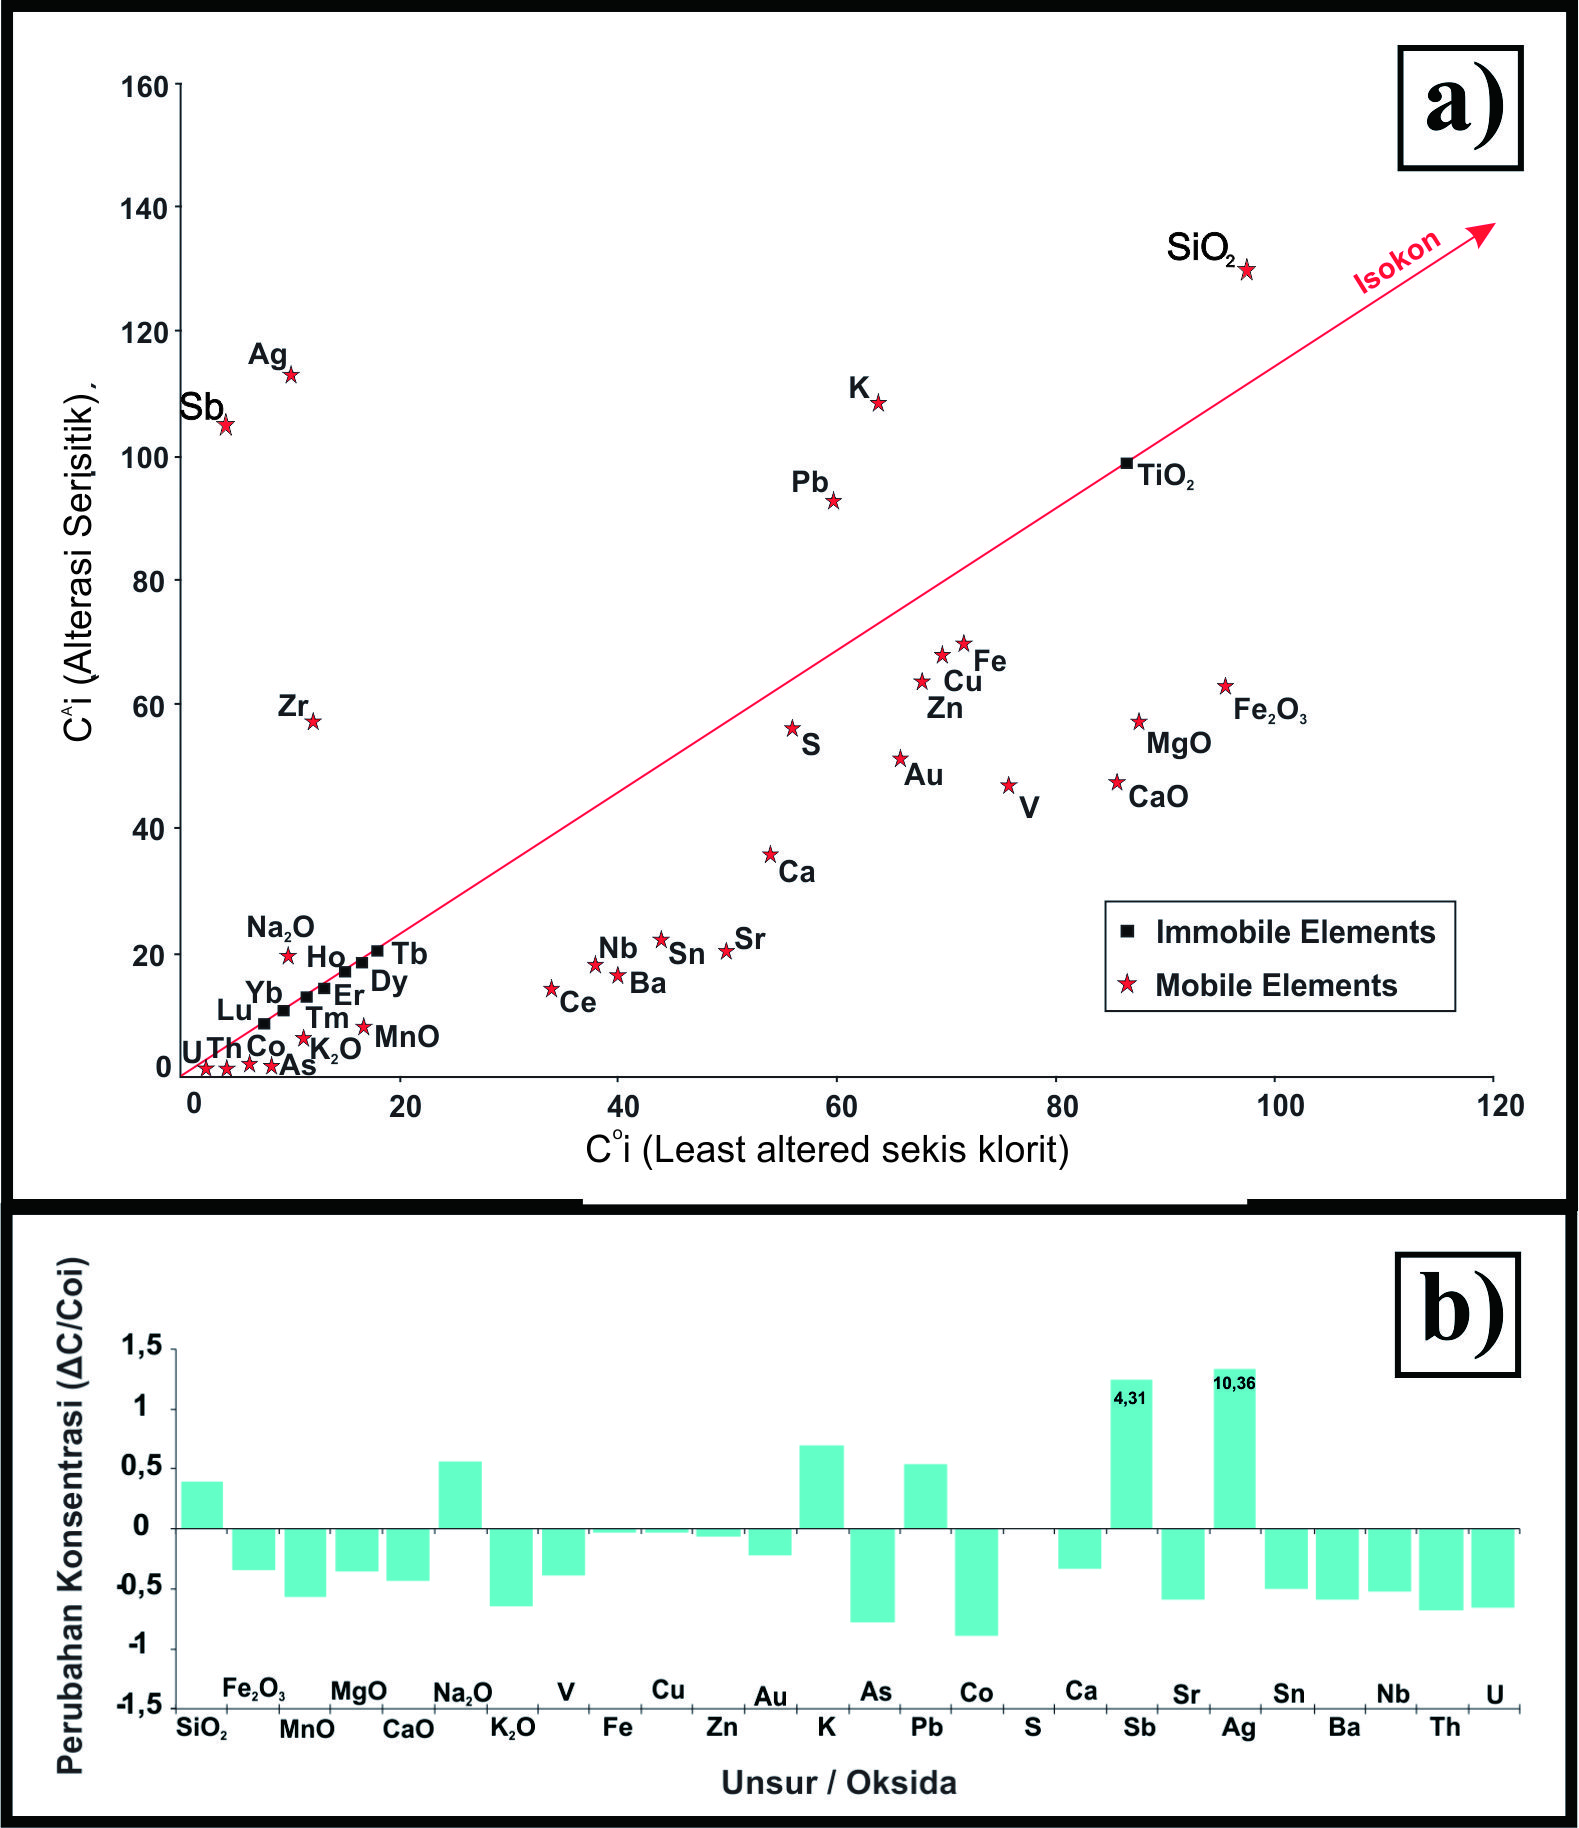 a)
160
140
SiO₂
Isokon
120
Ag
K
Sb
100
Pb
TiO₂
80
Fe
Cu
Zn
60
Zr
Fe₂O₃
MgO
S
Au
CaO
V
40
Ca
Na₂O
Ho
Tb
Nb
Sn
Sr
20
Dy
Yb
Er
Ba
Ce
Lu
Tm
MnO
U
Th
Co
K₂O
As
0
Immobile Elements
Mobile Elements
0 20 40 60 80 100 120
C°i (Least altered sekis klorit)
Cᴬi (Alterasi Serisitik)
b)
Perubahan Konsentrasi (ΔC/Coi)
1,5
1
0,5
0
-0,5
-1
-1,5
4,31
10,36
Fe₂O₃ MgO Na₂O V Cu Au As Co Ca Sr Sn Nb U
SiO₂ MnO CaO K₂O Fe Zn K Pb S Sb Ag Ba Th
Unsur / Oksida